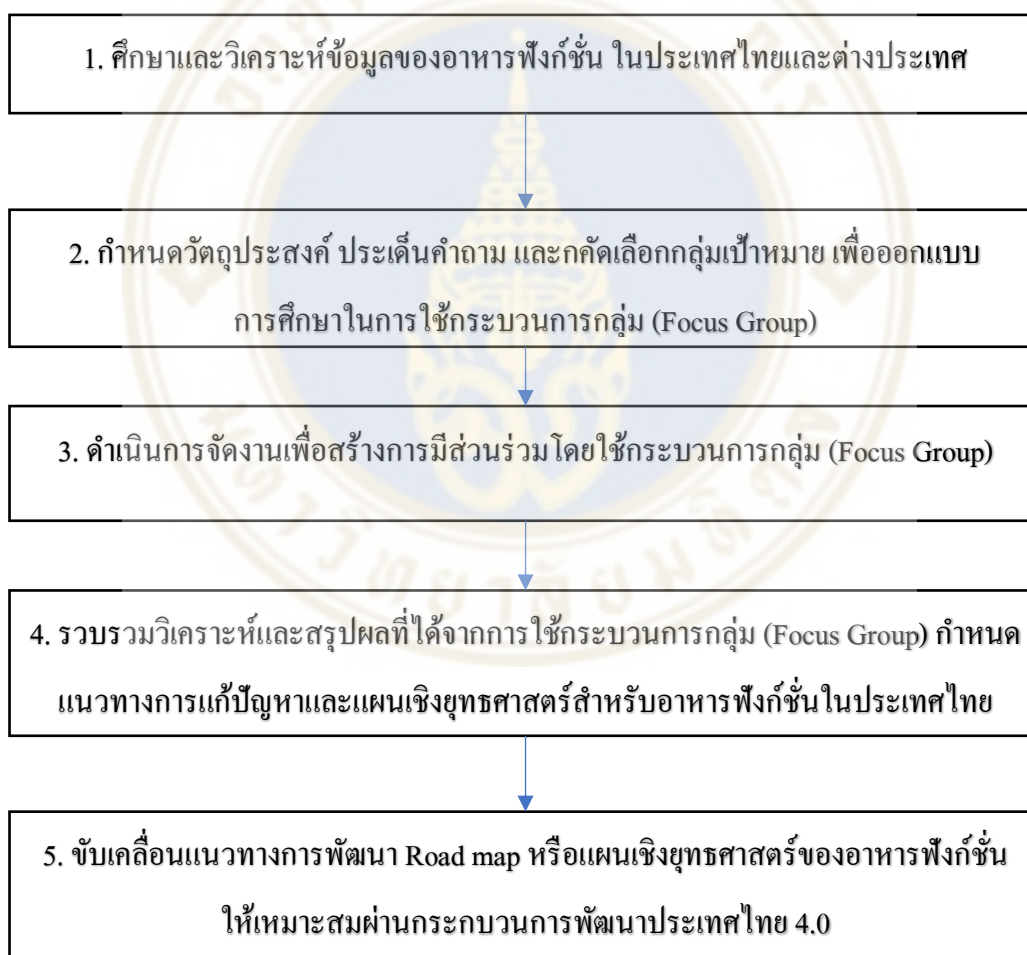 1. ศึกษาและวิเคราะห์ข้อมูลของอาหารฟังก์ชั่น ในประเทศไทยและต่างประเทศ
2. กำหนดวัตถุประสงค์ ประเด็นคำถาม และกคัดเลือกกลุ่มเป้าหมาย เพื่อออกแบบ
การศึกษาในการใช้กระบวนการกลุ่ม (Focus Group)
3. ดำเนินการจัดงานเพื่อสร้างการมีส่วนร่วมโดยใช้กระบวนการกลุ่ม (Focus Group)
4. รวบรวมวิเคราะห์และสรุปผลที่ได้จากการใช้กระบวนการกลุ่ม (Focus Group) กำหนด
แนวทางการแก้ปัญหาและแผนเชิงยุทธศาสตร์สำหรับอาหารฟังก์ชั่นในประเทศไทย
5. ขับเคลื่อนแนวทางการพัฒนา Road map หรือแผนเชิงยุทธศาสตร์ของอาหารฟังก์ชั่น
ให้เหมาะสมผ่านกระกบวนการพัฒนาประเทศไทย 4.0
มหาวิทยาลัยมหิดล